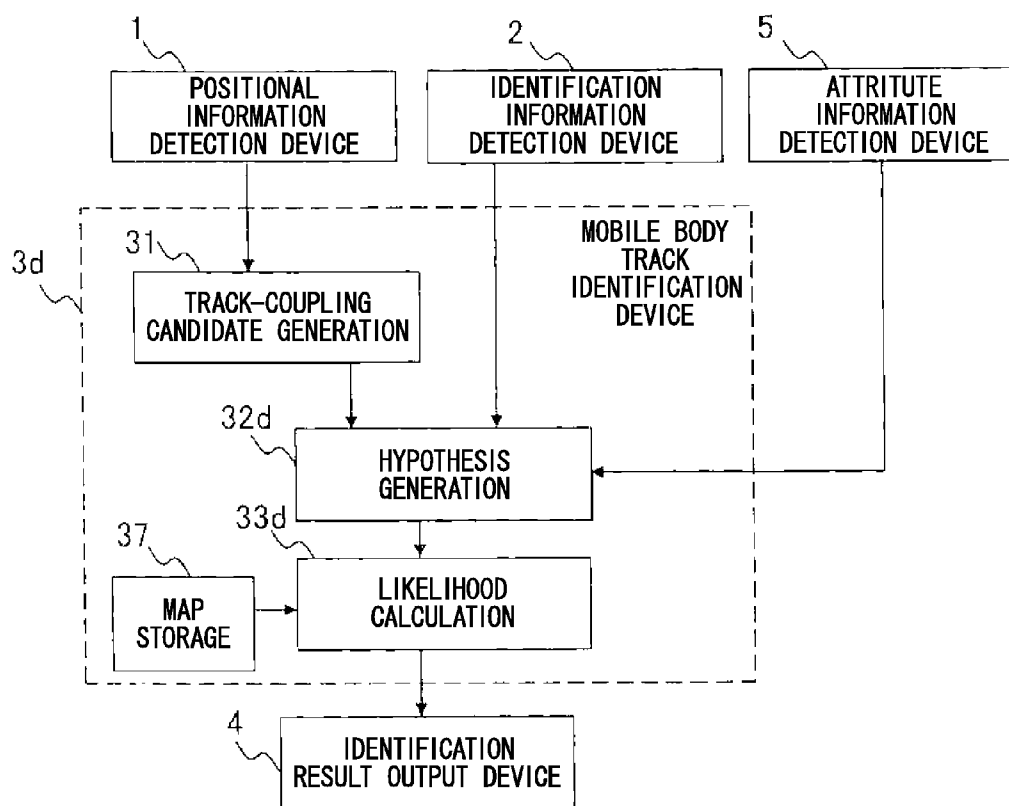 1
POSITIONAL
INFORMATION
DETECTION DEVICE
2
IDENTIFICATION
INFORMATION
DETECTION DEVICE
5
ATTRITUTE
INFORMATION
DETECTION DEVICE
3d
MOBILE BODY
TRACK
IDENTIFICATION
DEVICE
31
TRACK-COUPLING
CANDIDATE GENERATION
32d
HYPOTHESIS
GENERATION
33d
LIKELIHOOD
CALCULATION
37
MAP
STORAGE
4
IDENTIFICATION
RESULT OUTPUT DEVICE